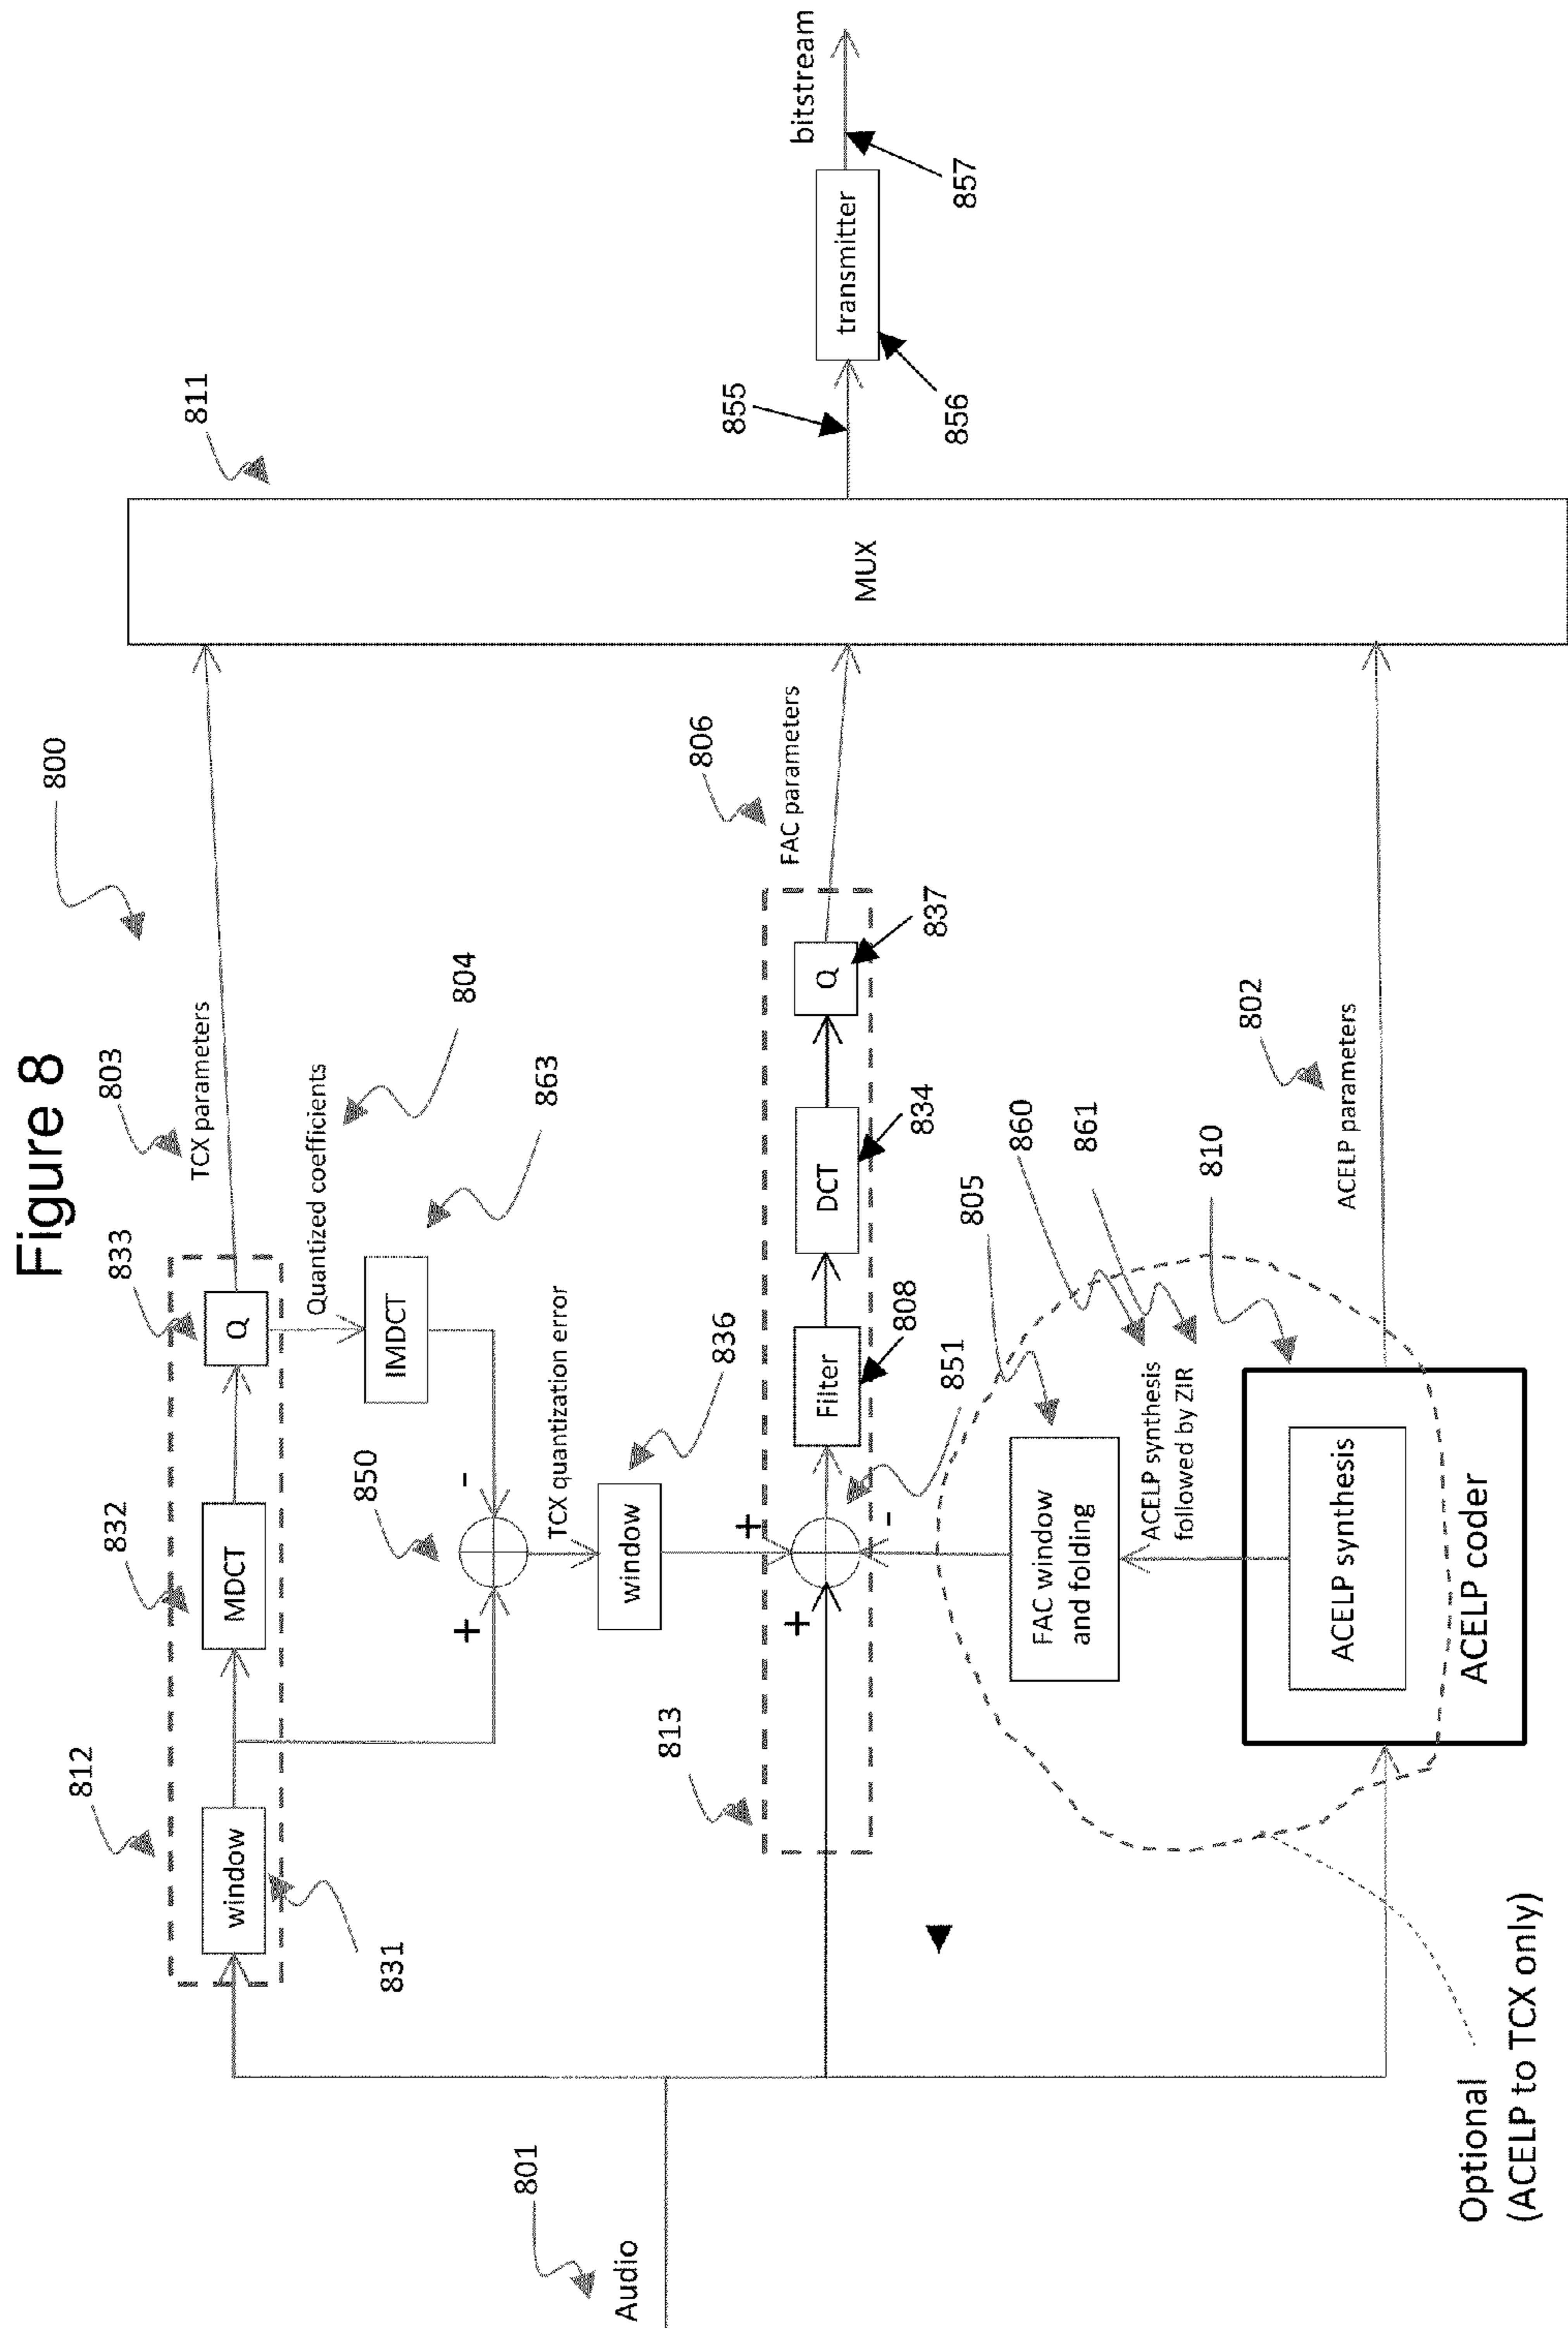 Figure 8
800
811
812
831
window
832
MDCT
833
Q
803
TCX parameters
Quantized coefficients
804
863
IMDCT
850
+
-
TCX quantization error
836
window
801
Audio
813
+
+
-
851
Filter
808
DCT
834
Q
837
806
FAC parameters
MUX
855
transmitter
856
857
bitstream
805
FAC window
and folding
860
861
ACELP synthesis
followed by ZIR
810
ACELP synthesis
ACELP coder
802
ACELP parameters
Optional
(ACELP to TCX only)